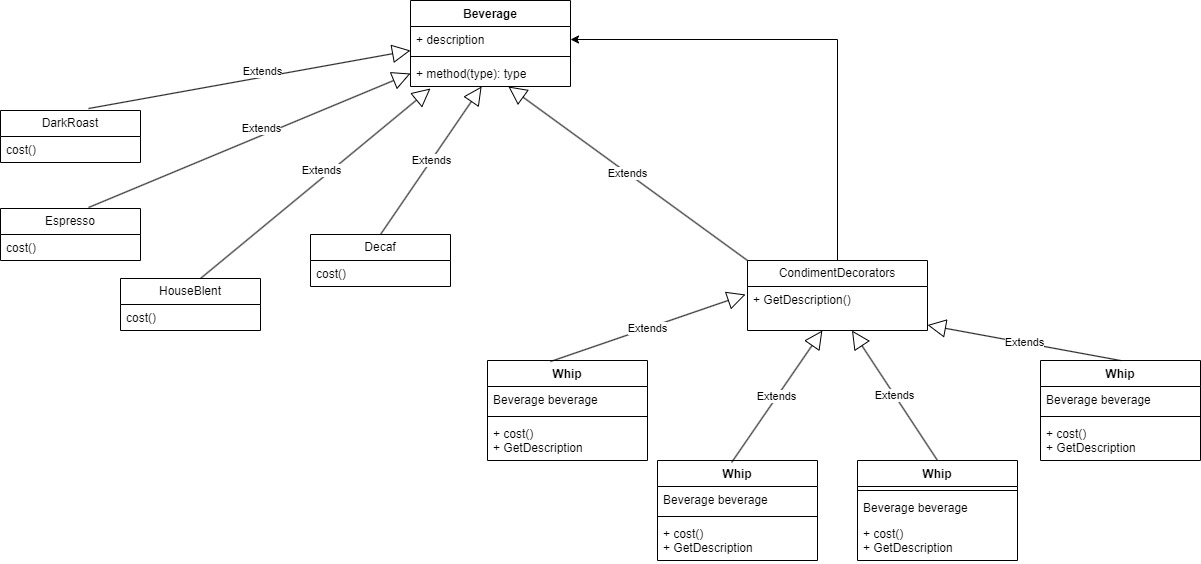 Beverage
+ description
+ method(type): type
Extends
Extends
Extends
Extends
Extends
DarkRoast
cost()
Espresso
cost()
HouseBlent
cost()
Decaf
cost()
CondimentDecorators
+ GetDescription()
Extends
Extends
Extends
Extends
Whip
Beverage beverage
+ cost()
+ GetDescription
Whip
Beverage beverage
+ cost()
+ GetDescription
Whip
Beverage beverage
+ cost()
+ GetDescription
Whip
Beverage beverage
+ cost()
+ GetDescription